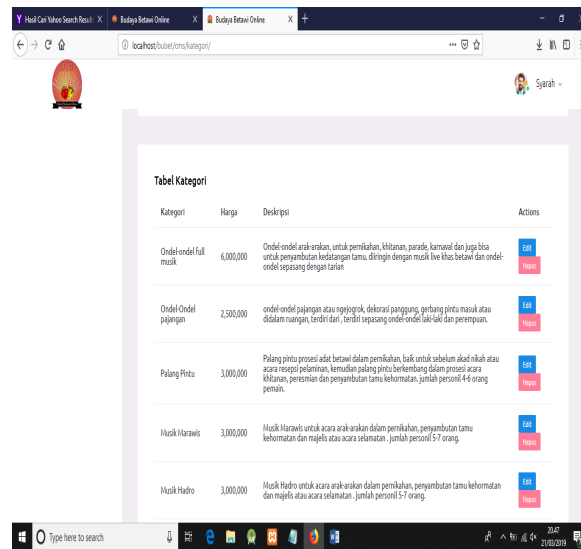 Hasil Cari Yahoo Search Result:
Budaya Betawi Online
Budaya Betawi Online
localhost/bubet/cms/kategori/
Syarah
Tabel Kategori
Kategori Harga Deskripsi Actions
Ondel-ondel full musik 6,000,000 Ondel-ondel arak-arakan, untuk pernikahan, khitanan, parade, karnaval dan juga bisa
untuk penyambutan kedatangan tamu. diiringin dengan musik live khas betawi dan ondel-
ondel sepasang dengan tarian
Edit
Hapus
Ondel-Ondel pajangan 2,500,000 ondel-ondel pajangan atau ngejogrok, dekorasi panggung, gerbang pintu masuk atau
didalam ruangan, terdiri dari , terdiri sepasang ondel-ondel laki-laki dan perempuan.
Edit
Hapus
Palang Pintu 3,000,000 Palang pintu prosesi adat betawi dalam pernikahan, baik untuk sebelum akad nikah atau
acara resepsi pelaminan, kemudian palang pintu berkembang dalam prosesi acara
khitanan, peresmian dan penyambutan tamu kehormatan. jumlah personil 4-6 orang
pemain.
Edit
Hapus
Musik Marawis 3,000,000 Musik Marawis untuk acara arak-arakan dalam pernikahan, penyambutan tamu
kehormatan dan majelis atau acara selamatan . jumlah personil 5-7 orang.
Edit
Hapus
Musik Hadro 3,000,000 Musik Hadro untuk acara arak-arakan dalam pernikahan, penyambutan tamu kehormatan
dan majelis atau acara selamatan . jumlah personil 5-7 orang.
Edit
Hapus
Type here to search
20.47
21/03/2019